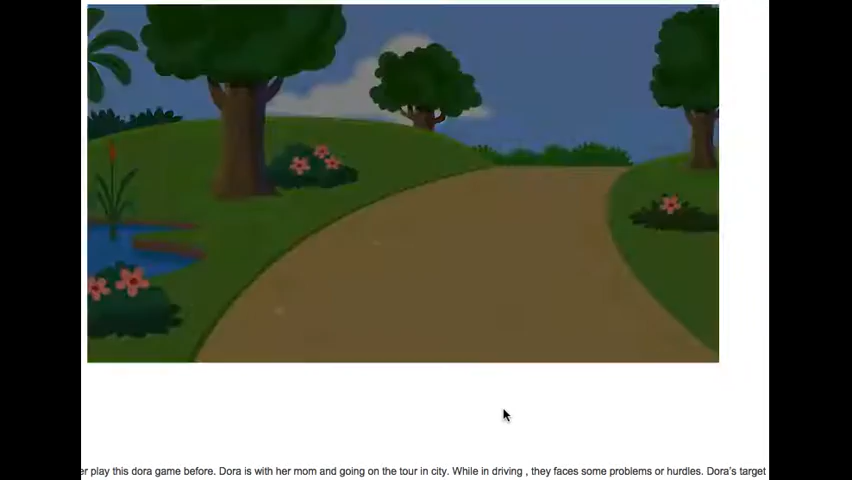 er play this dora game before. Dora is with her mom and going on the tour in city. While in driving , they faces some problems or hurdles. Dora's target